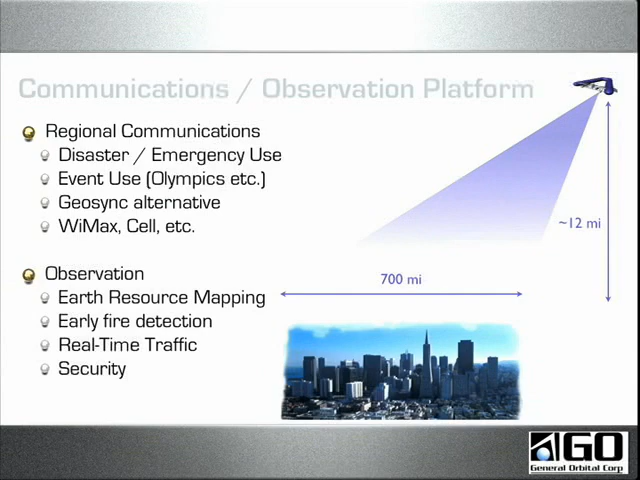 Communications / Observation Platform
Regional Communications
Disaster / Emergency Use
Event Use (Olympics etc.)
Geosync alternative
WiMax, Cell, etc.
~12 mi
Observation
700 mi
Earth Resource Mapping
Early fire detection
Real-Time Traffic
Security
GO
General Orbital Corp